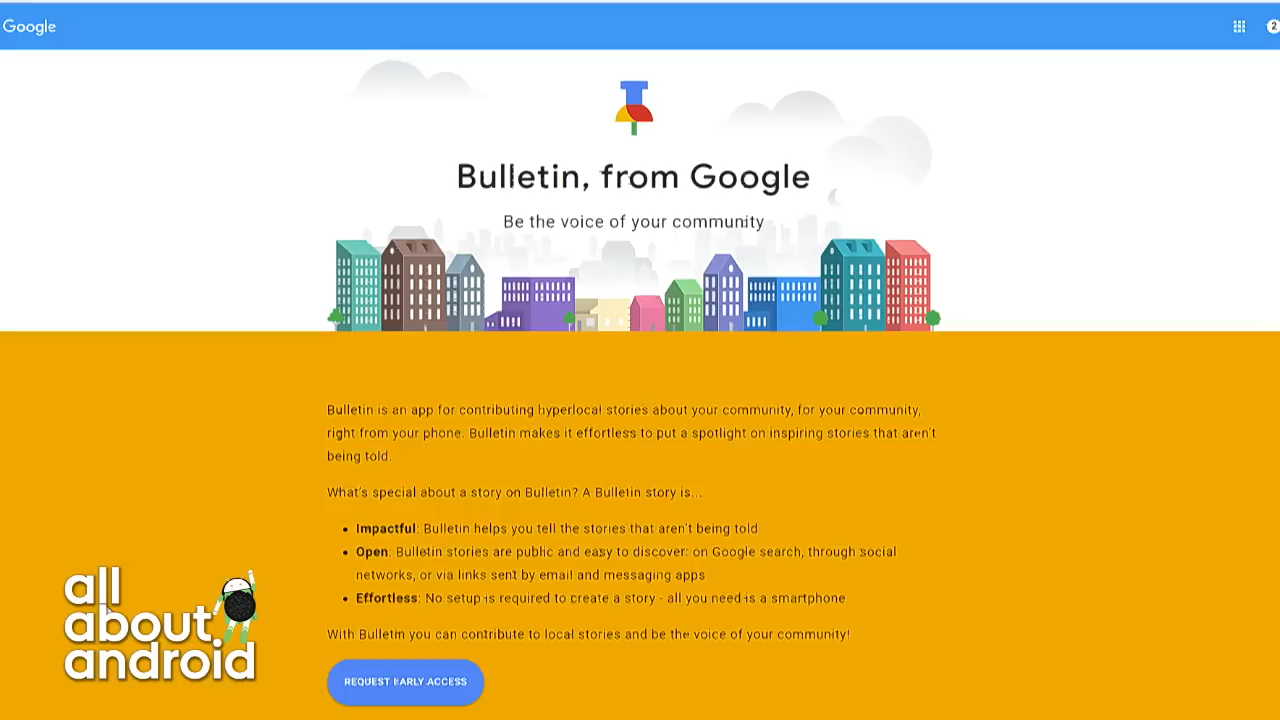 Google
2
Bulletin, from Google
Be the voice of your community
Bulletin is an app for contributing hyperlocal stories about your community, for your community,
right from your phone. Bulletin makes it effortless to put a spotlight on inspiring stories that aren't
being told.
What's special about a story on Bulletin? A Bulletin story is...
• Impactful: Bulletin helps you tell the stories that aren't being told
• Open: Bulletin stories are public and easy to discover: on Google search, through social
networks, or via links sent by email and messaging apps
• Effortless: No setup is required to create a story - all you need is a smartphone
With Bulletin you can contribute to local stories and be the voice of your community!
REQUEST EARLY ACCESS
all
about
android